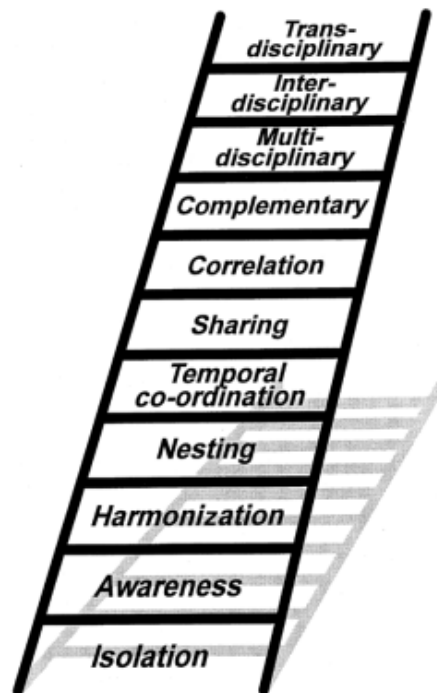 Trans-
disciplinary
Inter-
disciplinary
Multi-
disciplinary
Complementary
Correlation
Sharing
Temporal
co-ordination
Nesting
Harmonization
Awareness
Isolation